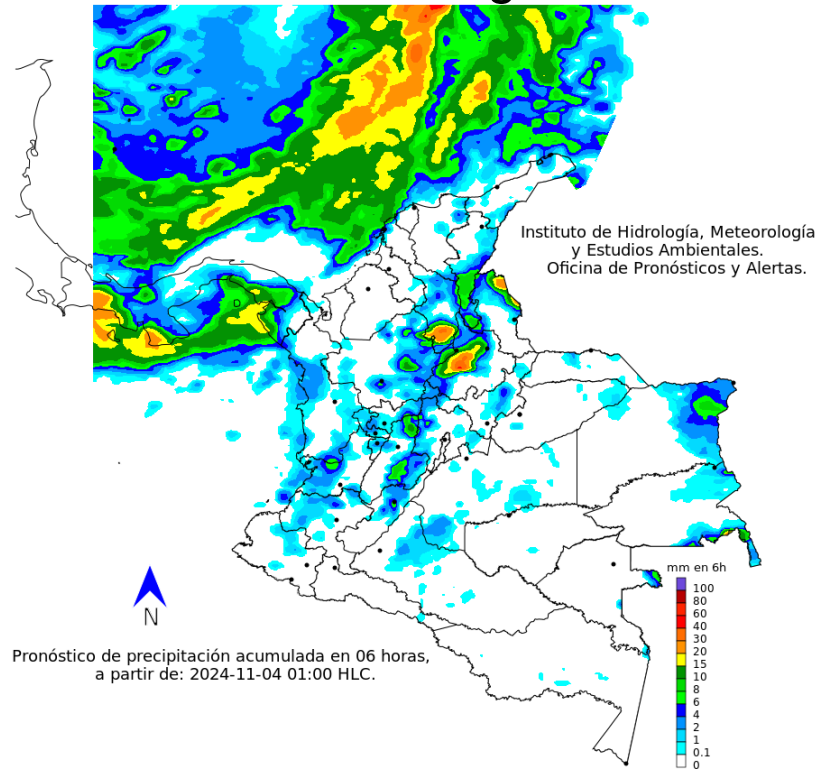 Instituto de Hidrología, Meteorología
y Estudios Ambientales.
Oficina de Pronósticos y Alertas.
mm en 6h
100
80
60
40
30
20
15
10
8
6
4
2
1
0.1
0
N
Pronóstico de precipitación acumulada en 06 horas,
a partir de: 2024-11-04 01:00 HLC.